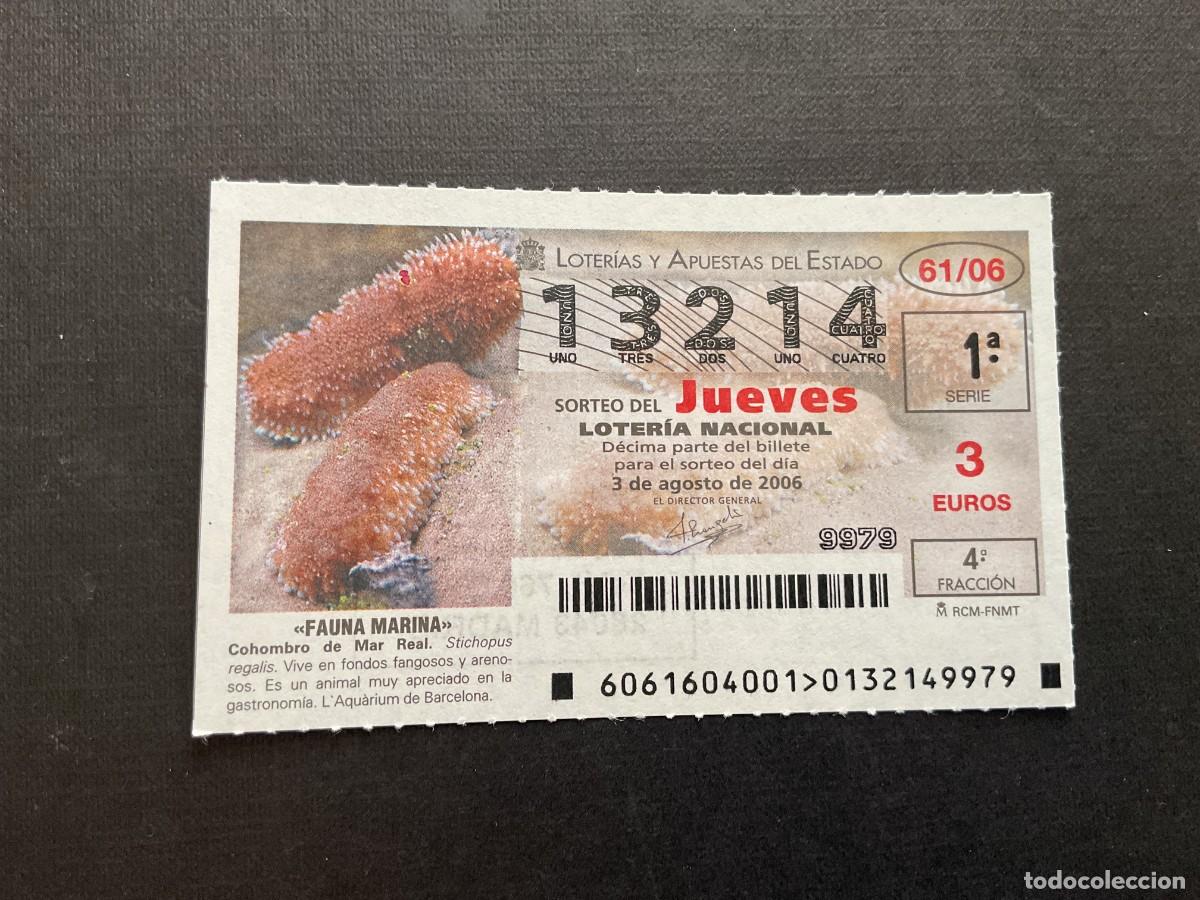 LOTERÍAS Y APUESTAS DEL ESTADO
61/06
13214
UNO TRES DOS UNO CUATRO
1ª
SERIE
SORTEO DEL Jueves
LOTERÍA NACIONAL
Décima parte del billete
para el sorteo del día
3 de agosto de 2006
EL DIRECTOR GENERAL
3
EUROS
9979
4ª
FRACCIÓN
RCM-FNMT
«FAUNA MARINA»
Cohombro de Mar Real. Stichopus
regalis. Vive en fondos fangosos y areno-
sos. Es un animal muy apreciado en la
gastronomía. L'Aquàrium de Barcelona.
6061604001>0132149979
todocoleccion